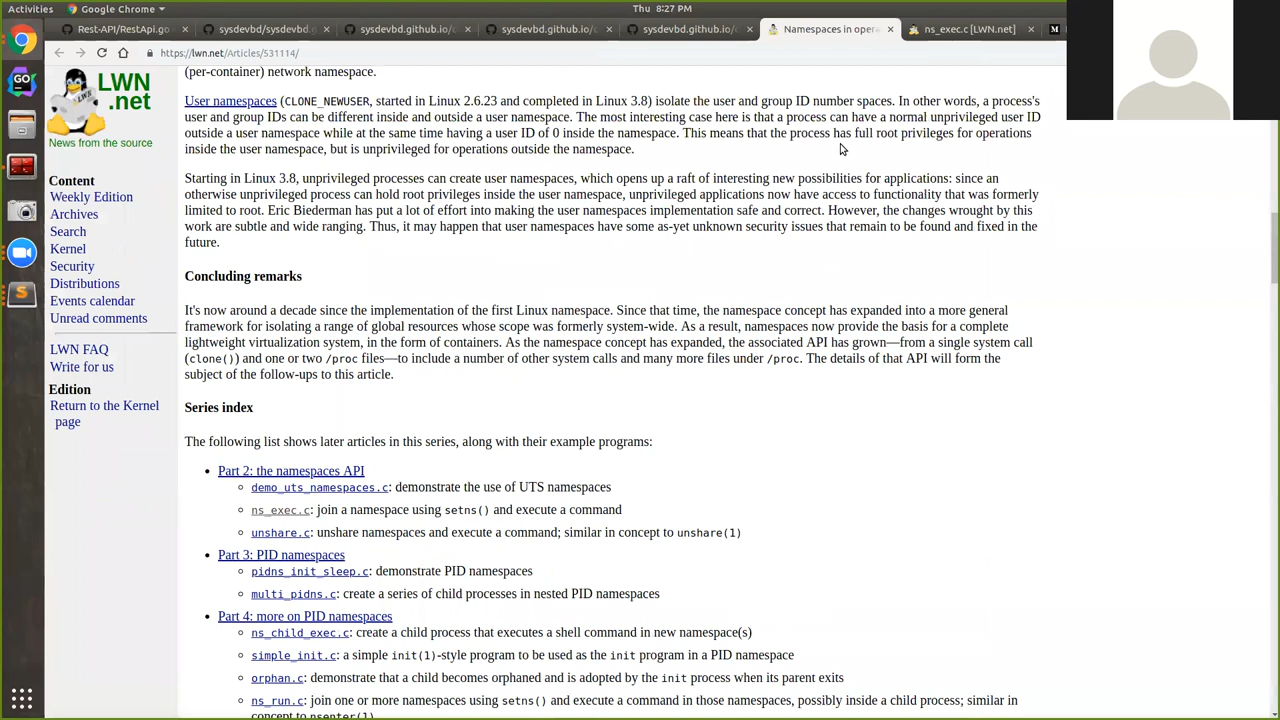 Activities
Google Chrome
Thu 8:27 PM
Rest-API/RestApi.go
sysdevbd/sysdevbd.
sysdevbd.github.io/c
sysdevbd.github.io/c
sysdevbd.github.io/c
Namespaces in opera
ns_exec.c [LWN.net]
https://lwn.net/Articles/531114/
LWN
.net
News from the source
Content
Weekly Edition
Archives
Search
Kernel
Security
Distributions
Events calendar
Unread comments
LWN FAQ
Write for us
Edition
Return to the Kernel
page
(per-container) network namespace.
User namespaces (CLONE_NEWUSER, started in Linux 2.6.23 and completed in Linux 3.8) isolate the user and group ID number spaces. In other words, a process's
user and group IDs can be different inside and outside a user namespace. The most interesting case here is that a process can have a normal unprivileged user ID
outside a user namespace while at the same time having a user ID of 0 inside the namespace. This means that the process has full root privileges for operations
inside the user namespace, but is unprivileged for operations outside the namespace.
Starting in Linux 3.8, unprivileged processes can create user namespaces, which opens up a raft of interesting new possibilities for applications: since an
otherwise unprivileged process can hold root privileges inside the user namespace, unprivileged applications now have access to functionality that was formerly
limited to root. Eric Biederman has put a lot of effort into making the user namespaces implementation safe and correct. However, the changes wrought by this
work are subtle and wide ranging. Thus, it may happen that user namespaces have some as-yet unknown security issues that remain to be found and fixed in the
future.
Concluding remarks
It's now around a decade since the implementation of the first Linux namespace. Since that time, the namespace concept has expanded into a more general
framework for isolating a range of global resources whose scope was formerly system-wide. As a result, namespaces now provide the basis for a complete
lightweight virtualization system, in the form of containers. As the namespace concept has expanded, the associated API has grown—from a single system call
(clone()) and one or two /proc files—to include a number of other system calls and many more files under /proc. The details of that API will form the
subject of the follow-ups to this article.
Series index
The following list shows later articles in this series, along with their example programs:
Part 2: the namespaces API
demo_uts_namespaces.c: demonstrate the use of UTS namespaces
ns_exec.c: join a namespace using setns() and execute a command
unshare.c: unshare namespaces and execute a command; similar in concept to unshare(1)
Part 3: PID namespaces
pidns_init_sleep.c: demonstrate PID namespaces
multi_pidns.c: create a series of child processes in nested PID namespaces
Part 4: more on PID namespaces
ns_child_exec.c: create a child process that executes a shell command in new namespace(s)
simple_init.c: a simple init(1)-style program to be used as the init program in a PID namespace
orphan.c: demonstrate that a child becomes orphaned and is adopted by the init process when its parent exits
ns_run.c: join one or more namespaces using setns() and execute a command in those namespaces, possibly inside a child process; similar in
concept to nsenter(1)